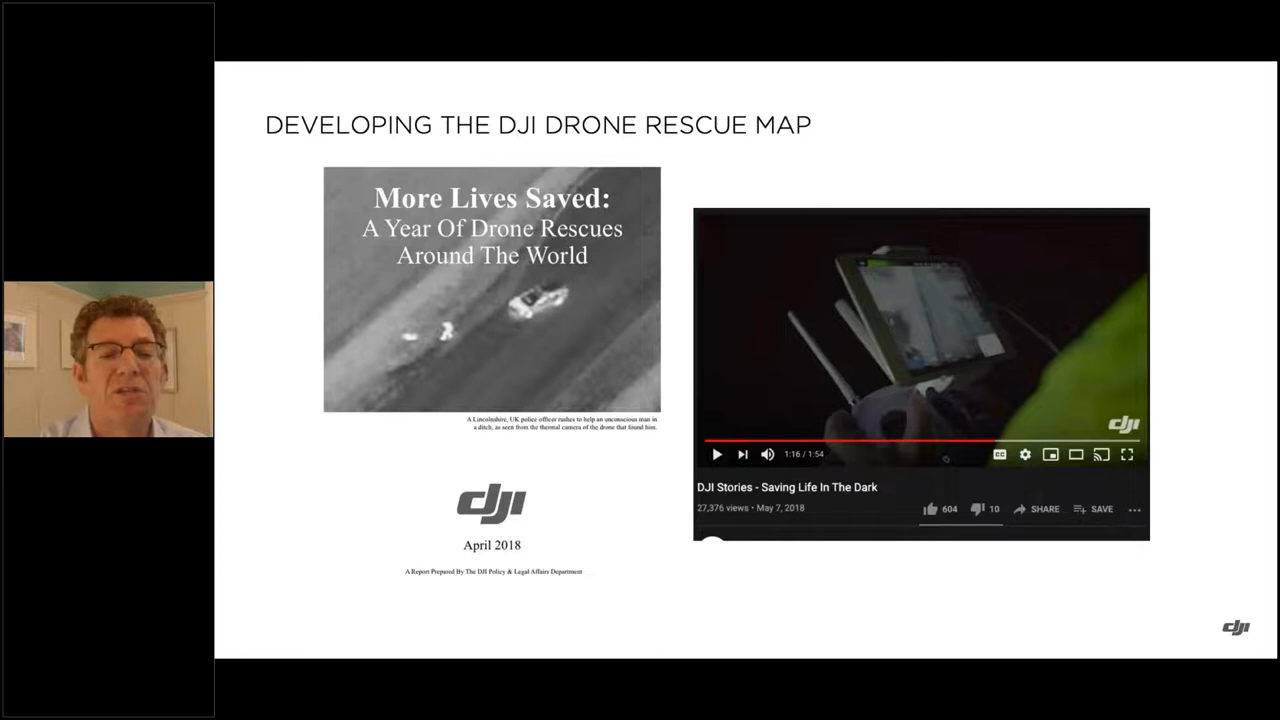 DEVELOPING THE DJI DRONE RESCUE MAP
More Lives Saved:
A Year Of Drone Rescues
Around The World
A Lincolnshire, UK police officer rushes to help an unconscious man in
a ditch, as seen from the thermal camera of the drone that found him.
dji
April 2018
A Report Prepared By The DJI Policy & Legal Affairs Department
dji
1:16 / 1:54
CC
DJI Stories - Saving Life In The Dark
27,376 views • May 7, 2018
604
10
SHARE
SAVE
dji